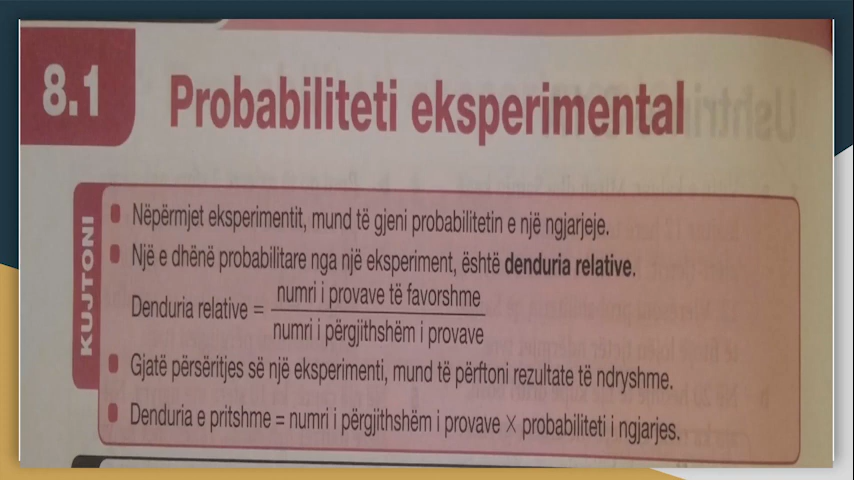 8.1 Probabiliteti eksperimental
KUJTONI
Nëpërmjet eksperimentit, mund të gjeni probabilitetin e një ngjarjeje.
Një e dhënë probabilitare nga një eksperiment, është denduria relative.
Denduria relative = numri i provave të favorshme
numri i përgjithshëm i provave
Gjatë përsëritjes së një eksperimenti, mund të përftoni rezultate të ndryshme.
Denduria e pritshme = numri i përgjithshëm i provave × probabiliteti i ngjarjes.